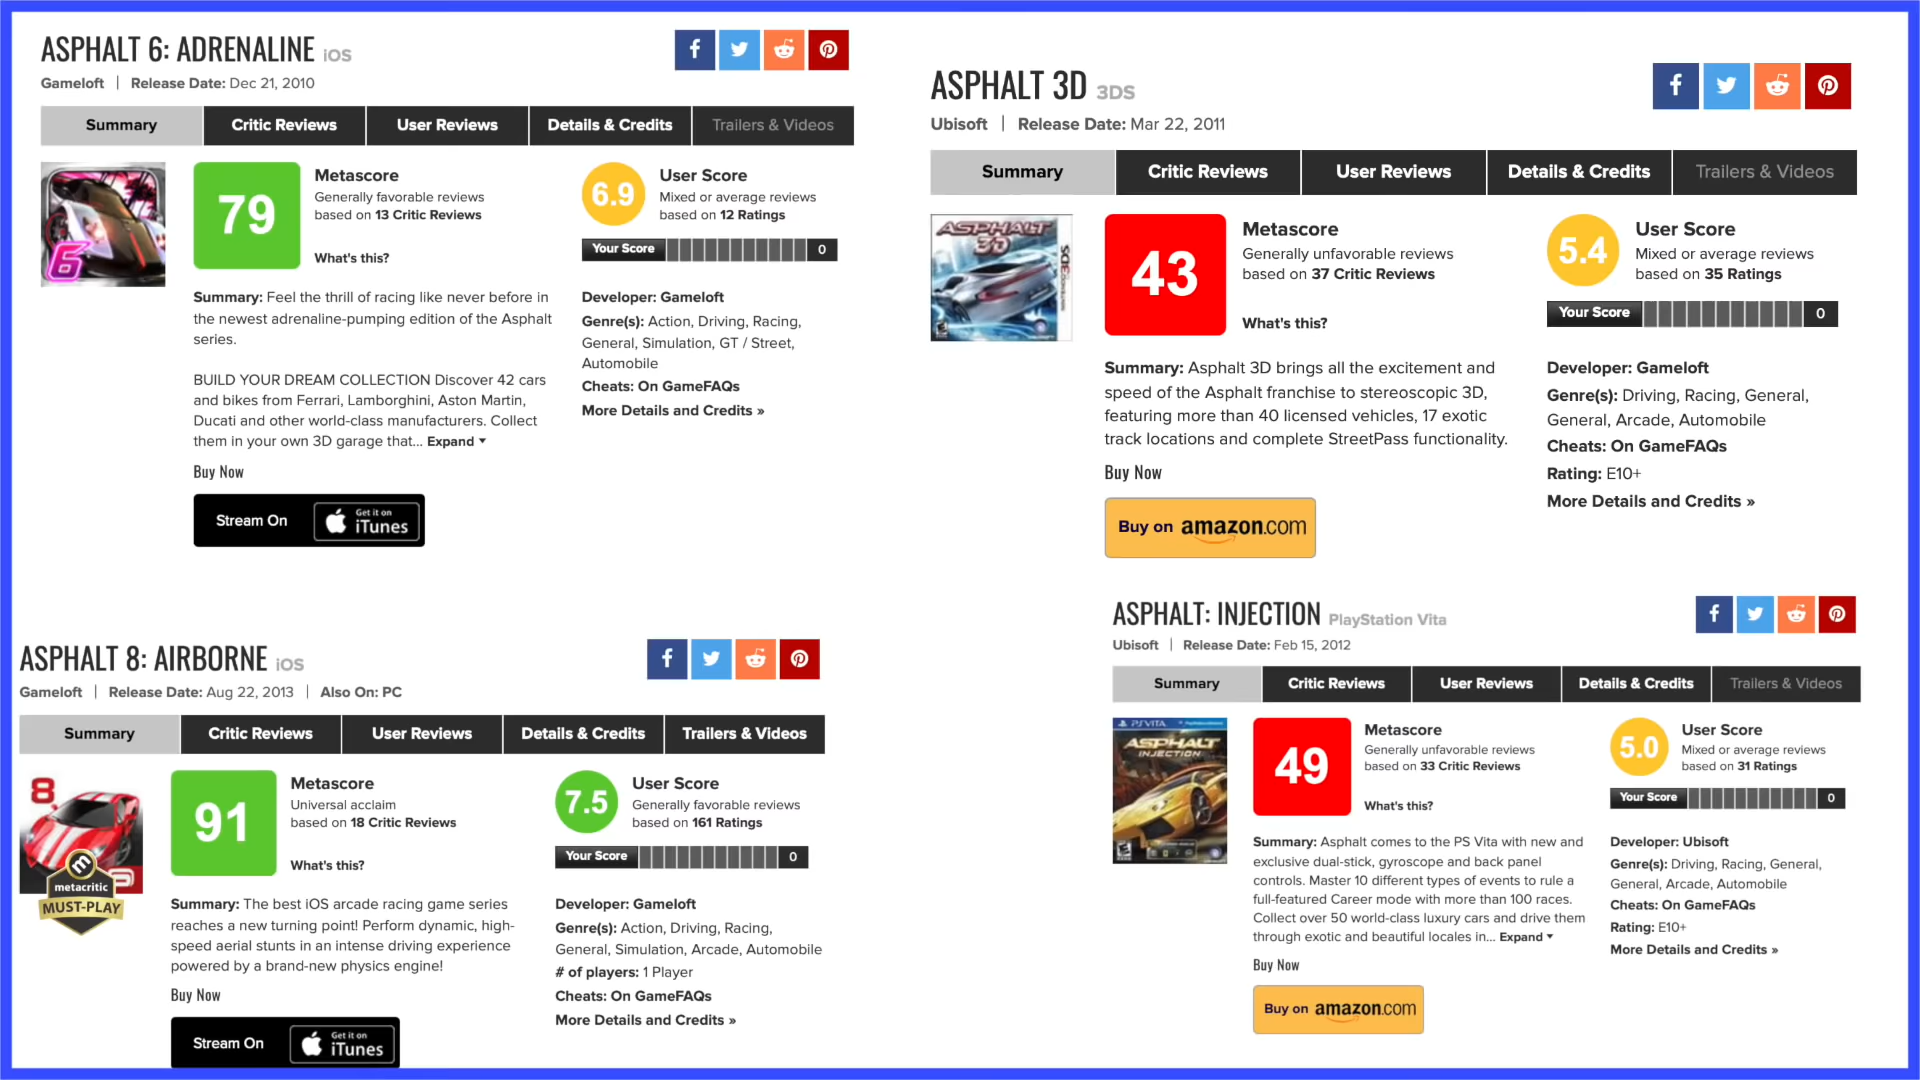 ASPHALT 6: ADRENALINE iOS
Gameloft | Release Date: Dec 21, 2010
Summary Critic Reviews User Reviews Details & Credits Trailers & Videos
6
79
Metascore
Generally favorable reviews
based on 13 Critic Reviews
What's this?
6.9
User Score
Mixed or average reviews
based on 12 Ratings
Your Score 0
Summary: Feel the thrill of racing like never before in
the newest adrenaline-pumping edition of the Asphalt
series.
BUILD YOUR DREAM COLLECTION Discover 42 cars
and bikes from Ferrari, Lamborghini, Aston Martin,
Ducati and other world-class manufacturers. Collect
them in your own 3D garage that... Expand
Buy Now
Stream On Get it on iTunes
Developer: Gameloft
Genre(s): Action, Driving, Racing,
General, Simulation, GT / Street,
Automobile
Cheats: On GameFAQs
More Details and Credits »
ASPHALT 3D 3DS
Ubisoft | Release Date: Mar 22, 2011
Summary Critic Reviews User Reviews Details & Credits Trailers & Videos
ASPHALT
3D
NINTENDO 3DS
43
Metascore
Generally unfavorable reviews
based on 37 Critic Reviews
What's this?
5.4
User Score
Mixed or average reviews
based on 35 Ratings
Your Score 0
Summary: Asphalt 3D brings all the excitement and
speed of the Asphalt franchise to stereoscopic 3D,
featuring more than 40 licensed vehicles, 17 exotic
track locations and complete StreetPass functionality.
Buy Now
Buy on amazon.com
Developer: Gameloft
Genre(s): Driving, Racing, General,
General, Arcade, Automobile
Cheats: On GameFAQs
Rating: E10+
More Details and Credits »
ASPHALT 8: AIRBORNE iOS
Gameloft | Release Date: Aug 22, 2013 | Also On: PC
Summary Critic Reviews User Reviews Details & Credits Trailers & Videos
8
metacritic
MUST-PLAY
91
Metascore
Universal acclaim
based on 18 Critic Reviews
What's this?
7.5
User Score
Generally favorable reviews
based on 161 Ratings
Your Score 0
Summary: The best iOS arcade racing game series
reaches a new turning point! Perform dynamic, high-
speed aerial stunts in an intense driving experience
powered by a brand-new physics engine!
Buy Now
Stream On Get it on iTunes
Developer: Gameloft
Genre(s): Action, Driving, Racing,
General, Simulation, Arcade, Automobile
# of players: 1 Player
Cheats: On GameFAQs
More Details and Credits »
ASPHALT: INJECTION PlayStation Vita
Ubisoft | Release Date: Feb 15, 2012
Summary Critic Reviews User Reviews Details & Credits Trailers & Videos
PSVITA
ASPHALT
INJECTION
49
Metascore
Generally unfavorable reviews
based on 33 Critic Reviews
What's this?
5.0
User Score
Mixed or average reviews
based on 31 Ratings
Your Score 0
Summary: Asphalt comes to the PS Vita with new and
exclusive dual-stick, gyroscope and back panel
controls. Master 10 different types of events to rule a
full-featured Career mode with more than 100 races.
Collect over 50 world-class luxury cars and drive them
through exotic and beautiful locales in... Expand
Buy Now
Buy on amazon.com
Developer: Ubisoft
Genre(s): Driving, Racing, General,
General, Arcade, Automobile
Cheats: On GameFAQs
Rating: E10+
More Details and Credits »